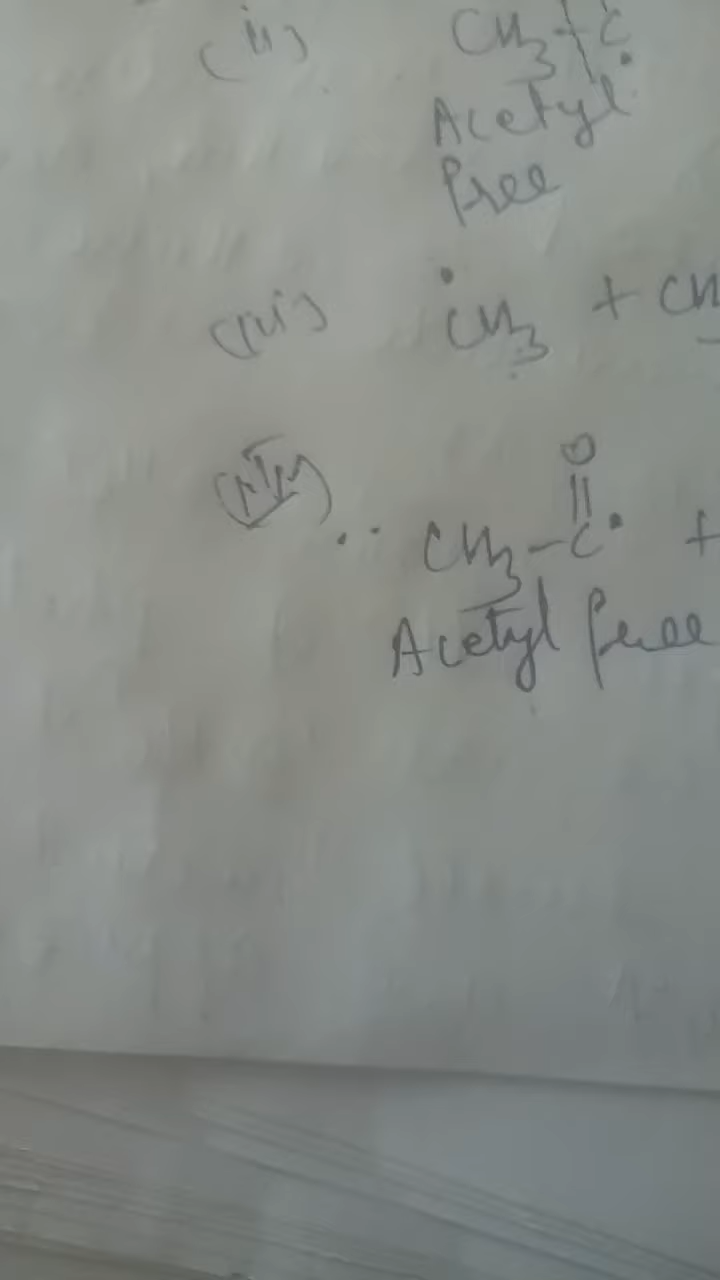 (ii) CH3-C•
Acetyl
free
(iii) •CH3 + CH
(iv) O
||
CH3-C• +
Acetyl free